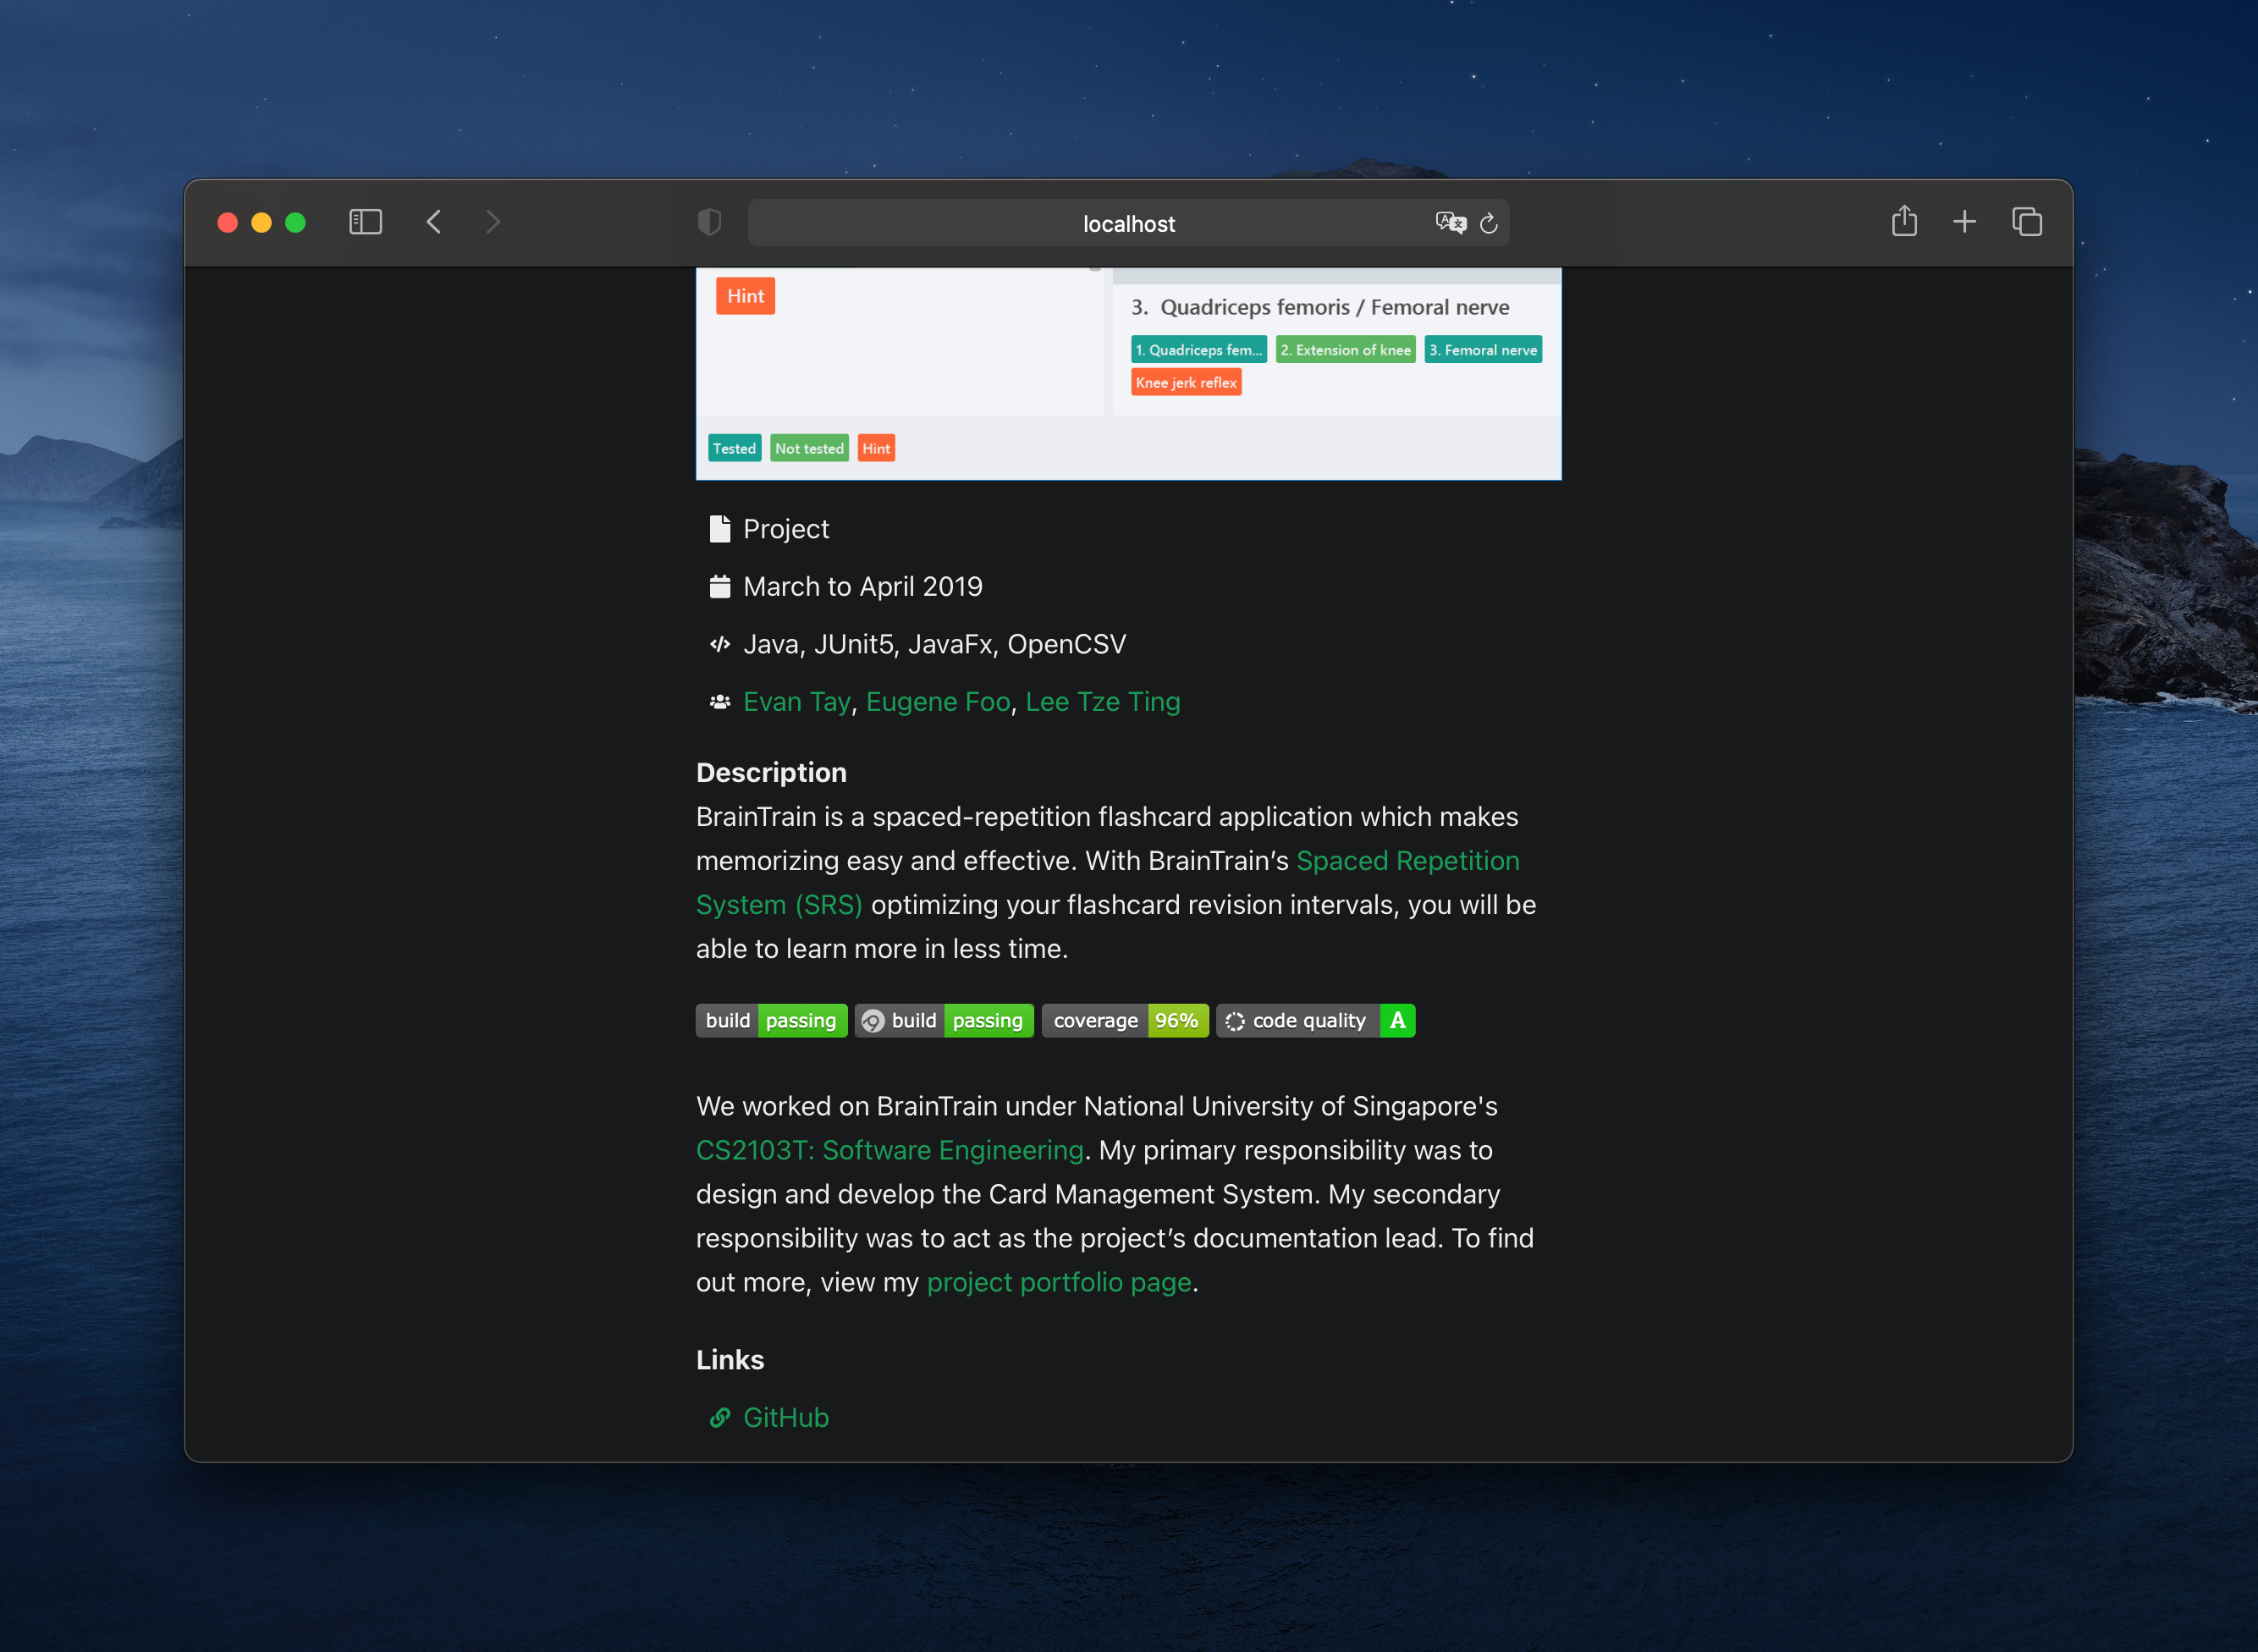 localhost
Hint
3. Quadriceps femoris / Femoral nerve
1. Quadriceps fem... 2. Extension of knee 3. Femoral nerve
Knee jerk reflex
Tested Not tested Hint
Project
March to April 2019
Java, JUnit5, JavaFx, OpenCSV
Evan Tay, Eugene Foo, Lee Tze Ting
Description
BrainTrain is a spaced-repetition flashcard application which makes
memorizing easy and effective. With BrainTrain’s Spaced Repetition
System (SRS) optimizing your flashcard revision intervals, you will be
able to learn more in less time.
build passing build passing coverage 96% code quality A
We worked on BrainTrain under National University of Singapore's
CS2103T: Software Engineering. My primary responsibility was to
design and develop the Card Management System. My secondary
responsibility was to act as the project’s documentation lead. To find
out more, view my project portfolio page.
Links
GitHub